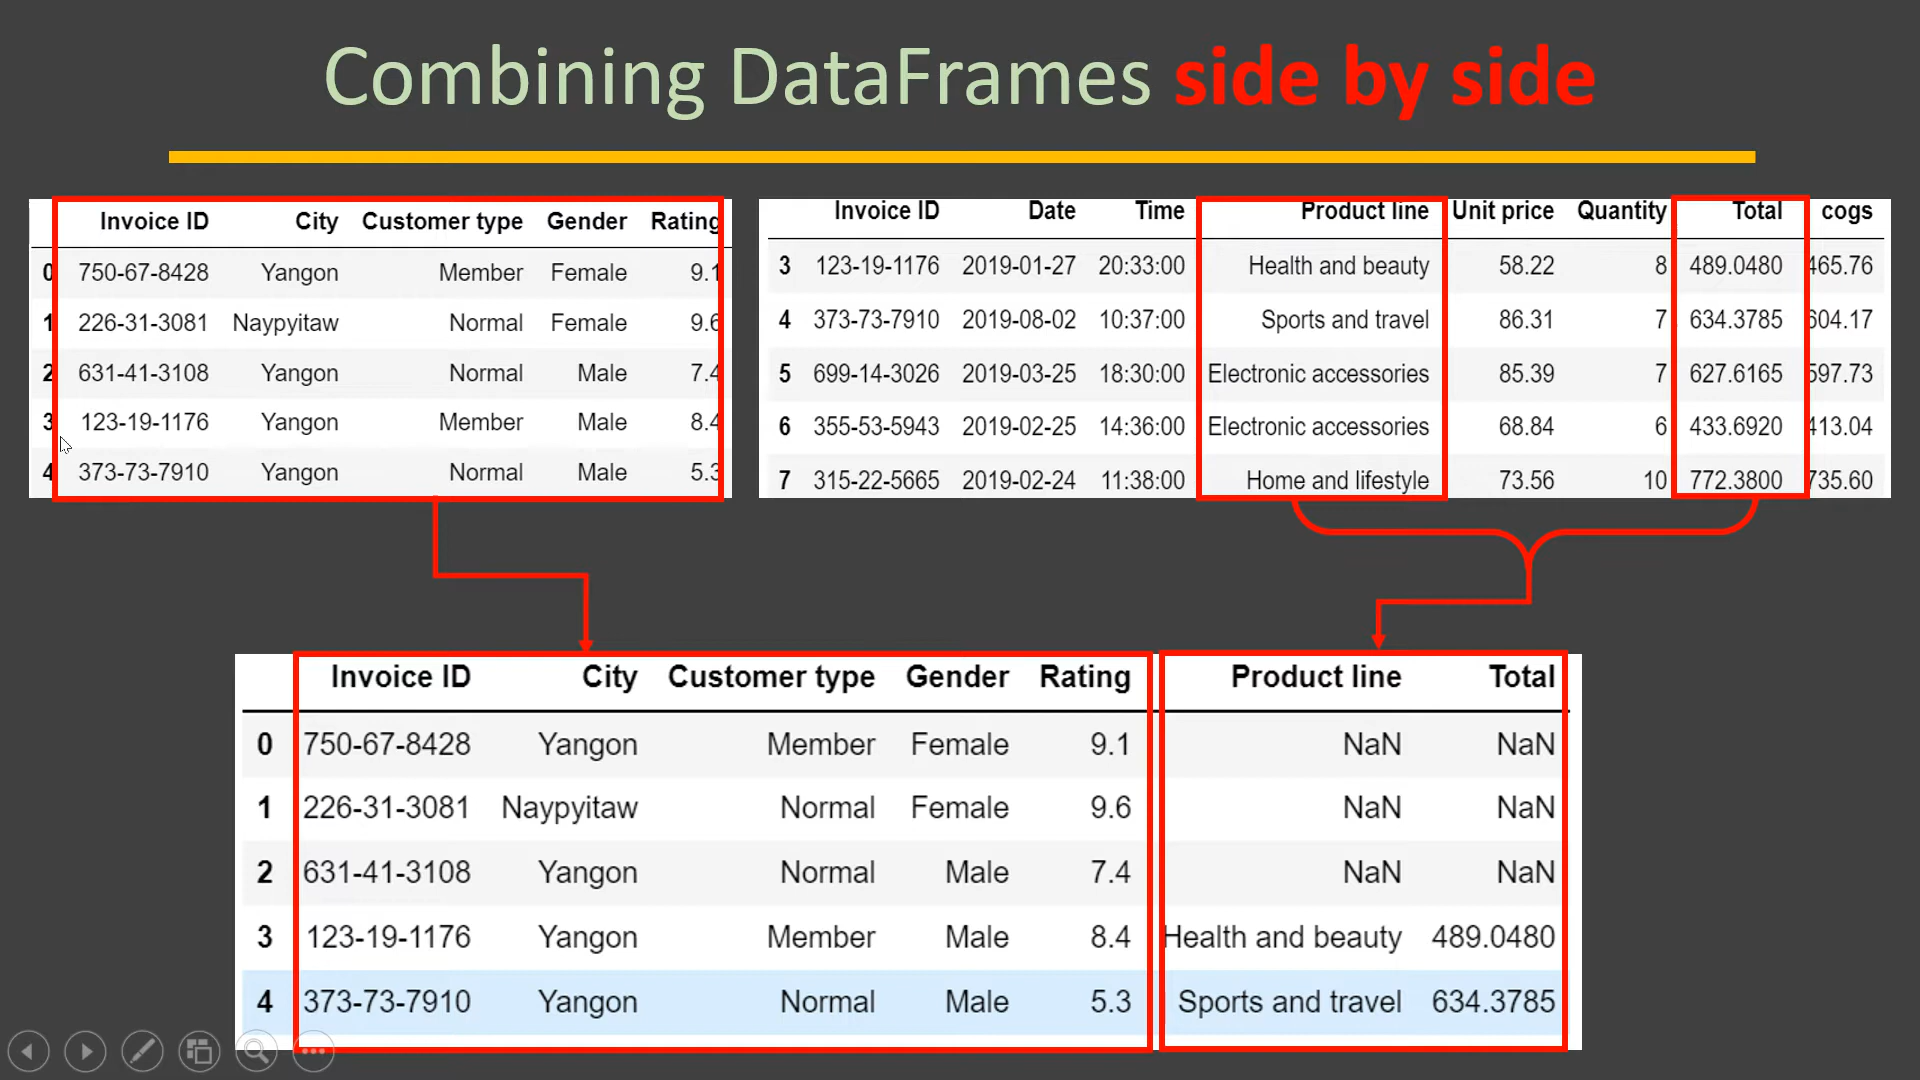 Combining DataFrames side by side
Invoice ID City Customer type Gender Rating
0 750-67-8428 Yangon Member Female 9.1
1 226-31-3081 Naypyitaw Normal Female 9.6
2 631-41-3108 Yangon Normal Male 7.4
3 123-19-1176 Yangon Member Male 8.4
4 373-73-7910 Yangon Normal Male 5.3
Invoice ID Date Time Product line Unit price Quantity Total cogs
3 123-19-1176 2019-01-27 20:33:00 Health and beauty 58.22 8 489.0480 465.76
4 373-73-7910 2019-08-02 10:37:00 Sports and travel 86.31 7 634.3785 604.17
5 699-14-3026 2019-03-25 18:30:00 Electronic accessories 85.39 7 627.6165 597.73
6 355-53-5943 2019-02-25 14:36:00 Electronic accessories 68.84 6 433.6920 413.04
7 315-22-5665 2019-02-24 11:38:00 Home and lifestyle 73.56 10 772.3800 735.60
Invoice ID City Customer type Gender Rating Product line Total
0 750-67-8428 Yangon Member Female 9.1 NaN NaN
1 226-31-3081 Naypyitaw Normal Female 9.6 NaN NaN
2 631-41-3108 Yangon Normal Male 7.4 NaN NaN
3 123-19-1176 Yangon Member Male 8.4 Health and beauty 489.0480
4 373-73-7910 Yangon Normal Male 5.3 Sports and travel 634.3785